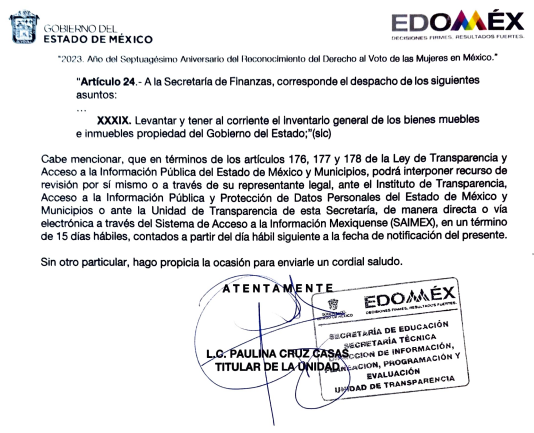 GOBIERNO DEL
ESTADO DE MÉXICO
EDOMÉX
DECISIONES FIRMES, RESULTADOS FUERTES.
"2023. Año del Septuagésimo Aniversario del Reconocimiento del Derecho al Voto de las Mujeres en México."
"Artículo 24.- A la Secretaría de Finanzas, corresponde el despacho de los siguientes
asuntos:
...
XXXIX. Levantar y tener al corriente el Inventario general de los bienes muebles
e inmuebles propiedad del Gobierno del Estado;"(sic)
Cabe mencionar, que en términos de los artículos 176, 177 y 178 de la Ley de Transparencia y
Acceso a la Información Pública del Estado de México y Municipios, podrá interponer recurso de
revisión por sí mismo o a través de su representante legal, ante el Instituto de Transparencia,
Acceso a la Información Pública y Protección de Datos Personales del Estado de México y
Municipios o ante la Unidad de Transparencia de esta Secretaría, de manera directa o vía
electrónica a través del Sistema de Acceso a la Información Mexiquense (SAIMEX), en un término
de 15 días hábiles, contados a partir del día hábil siguiente a la fecha de notificación del presente.
Sin otro particular, hago propicia la ocasión para enviarle un cordial saludo.
ATENTAMENTE
L.C. PAULINA CRUZ CASAS
TITULAR DE LA UNIDAD
EDOMÉX
DECISIONES FIRMES, RESULTADOS FUERTES.
SECRETARÍA DE EDUCACIÓN
SECRETARÍA TÉCNICA
DIRECCION DE INFORMACIÓN,
PLANEACION, PROGRAMACIÓN Y
EVALUACIÓN
UNIDAD DE TRANSPARENCIA